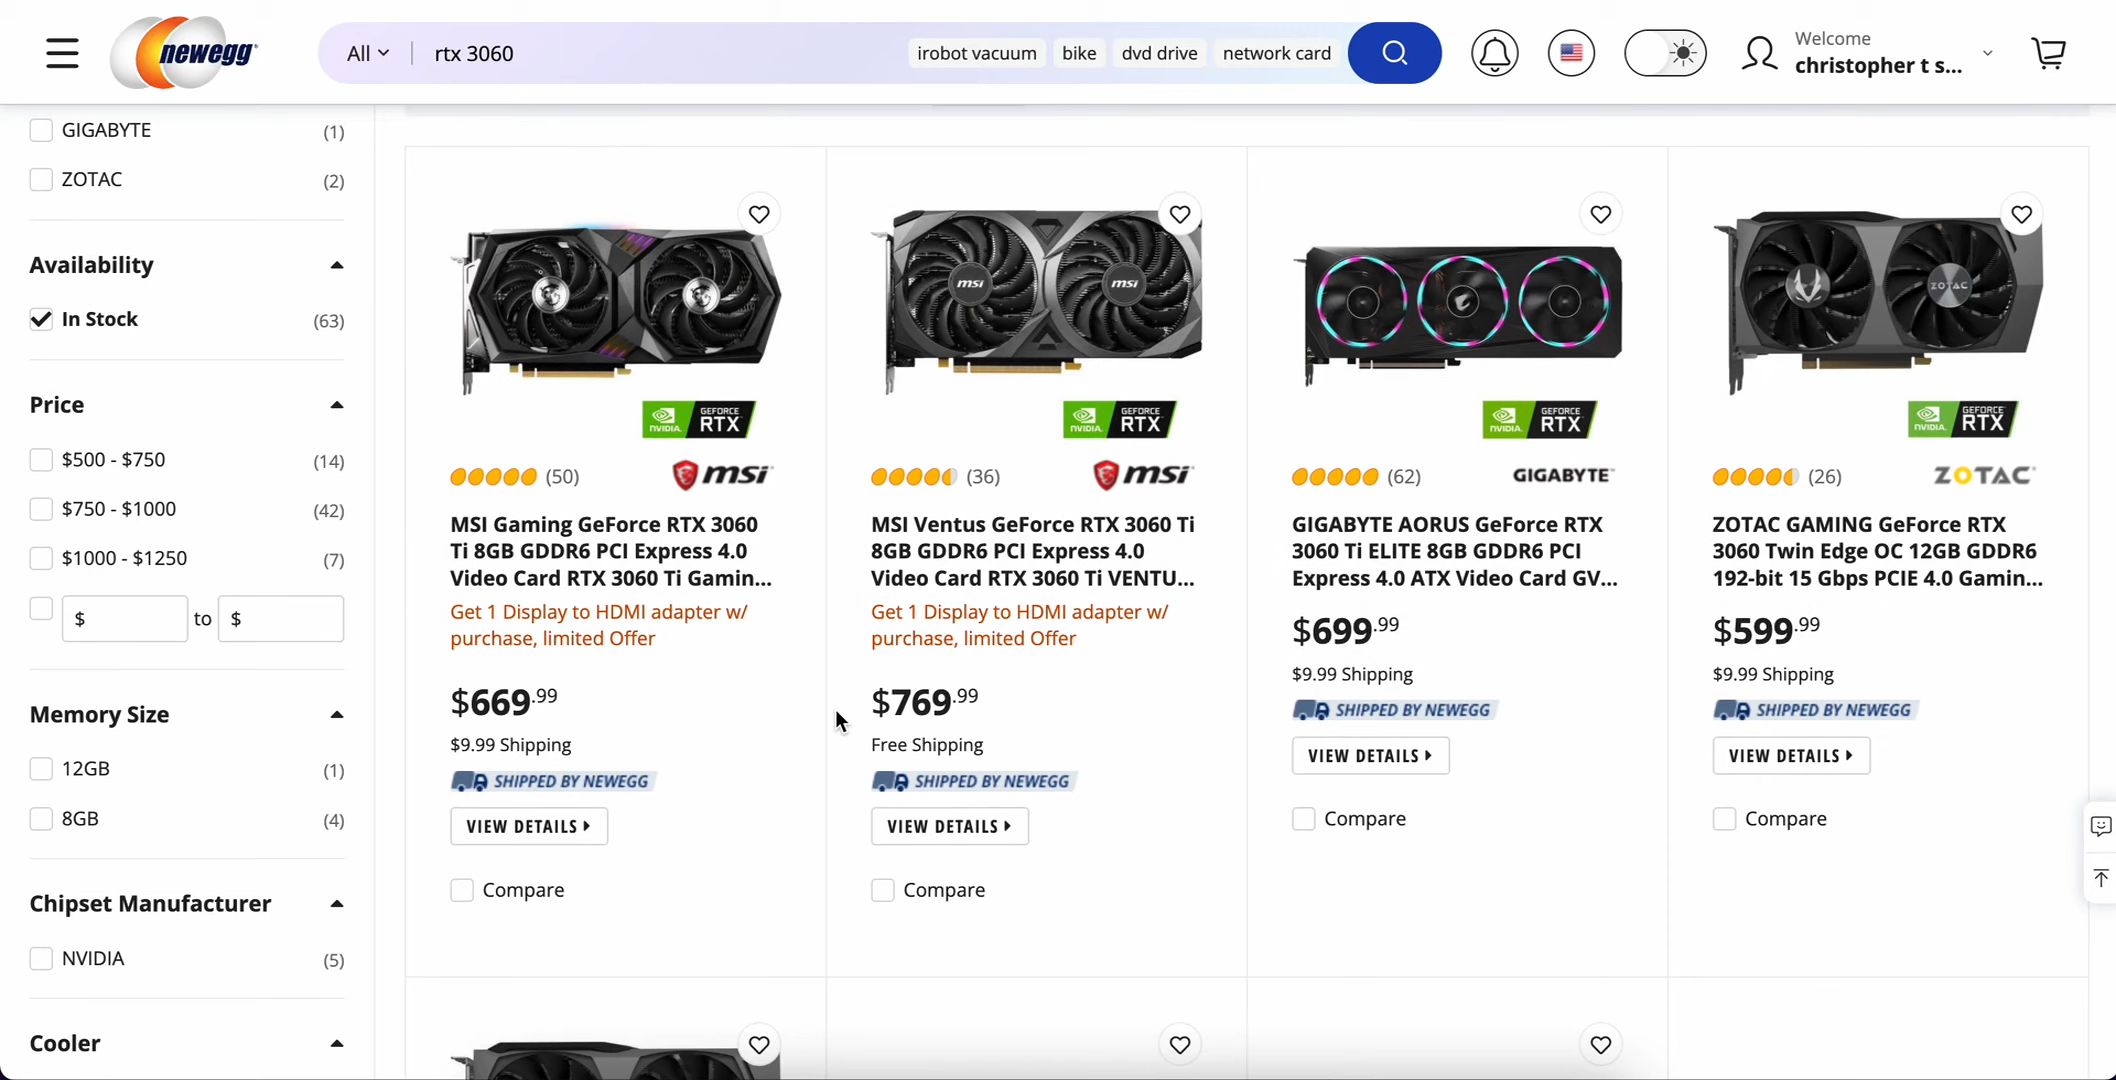 newegg
All
rtx 3060
irobot vacuum
bike
dvd drive
network card
Welcome
christopher t s...
GIGABYTE (1)
ZOTAC (2)
Availability
In Stock (63)
Price
$500 - $750 (14)
$750 - $1000 (42)
$1000 - $1250 (7)
$ to $
Memory Size
12GB (1)
8GB (4)
Chipset Manufacturer
NVIDIA (5)
Cooler
NVIDIA. GEFORCE RTX
(50) msi
MSI Gaming GeForce RTX 3060
Ti 8GB GDDR6 PCI Express 4.0
Video Card RTX 3060 Ti Gamin...
Get 1 Display to HDMI adapter w/
purchase, limited Offer
$669.99
$9.99 Shipping
SHIPPED BY NEWEGG
VIEW DETAILS
Compare
msi msi
NVIDIA. GEFORCE RTX
(36) msi
MSI Ventus GeForce RTX 3060 Ti
8GB GDDR6 PCI Express 4.0
Video Card RTX 3060 Ti VENTU...
Get 1 Display to HDMI adapter w/
purchase, limited Offer
$769.99
Free Shipping
SHIPPED BY NEWEGG
VIEW DETAILS
Compare
NVIDIA. GEFORCE RTX
(62) GIGABYTE™
GIGABYTE AORUS GeForce RTX
3060 Ti ELITE 8GB GDDR6 PCI
Express 4.0 ATX Video Card GV...
$699.99
$9.99 Shipping
SHIPPED BY NEWEGG
VIEW DETAILS
Compare
ZOTAC
NVIDIA. GEFORCE RTX
(26) ZOTAC
ZOTAC GAMING GeForce RTX
3060 Twin Edge OC 12GB GDDR6
192-bit 15 Gbps PCIE 4.0 Gamin...
$599.99
$9.99 Shipping
SHIPPED BY NEWEGG
VIEW DETAILS
Compare